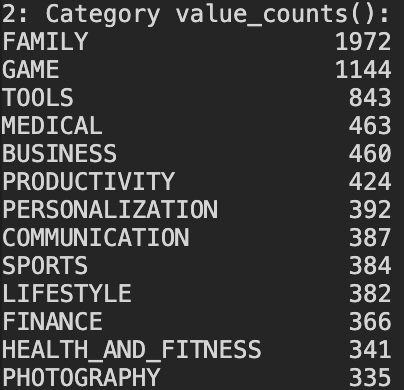 2: Category value_counts():
FAMILY 1972
GAME 1144
TOOLS 843
MEDICAL 463
BUSINESS 460
PRODUCTIVITY 424
PERSONALIZATION 392
COMMUNICATION 387
SPORTS 384
LIFESTYLE 382
FINANCE 366
HEALTH_AND_FITNESS 341
PHOTOGRAPHY 335